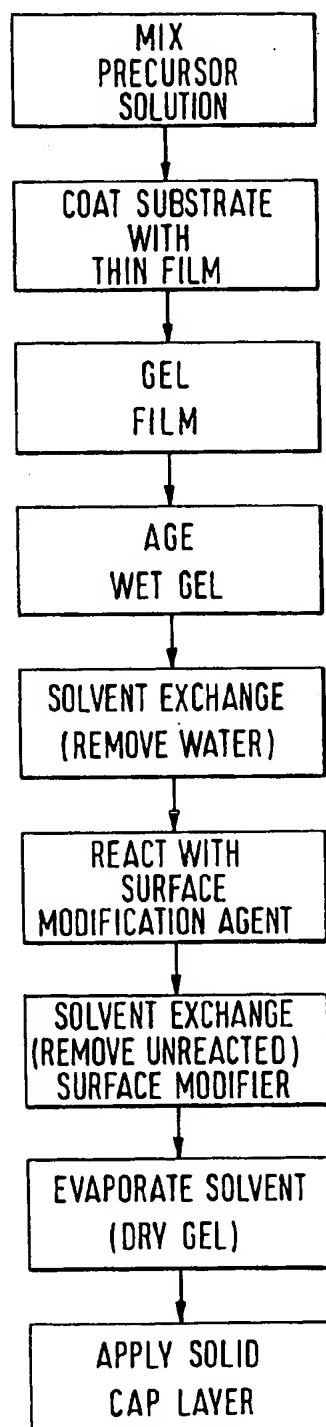 MIX
PRECURSOR
SOLUTION
COAT SUBSTRATE
WITH
THIN FILM
GEL
FILM
AGE
WET GEL
SOLVENT EXCHANGE
(REMOVE WATER)
REACT WITH
SURFACE
MODIFICATION AGENT
SOLVENT EXCHANGE
(REMOVE UNREACTED)
SURFACE MODIFIER
EVAPORATE SOLVENT
(DRY GEL)
APPLY SOLID
CAP LAYER